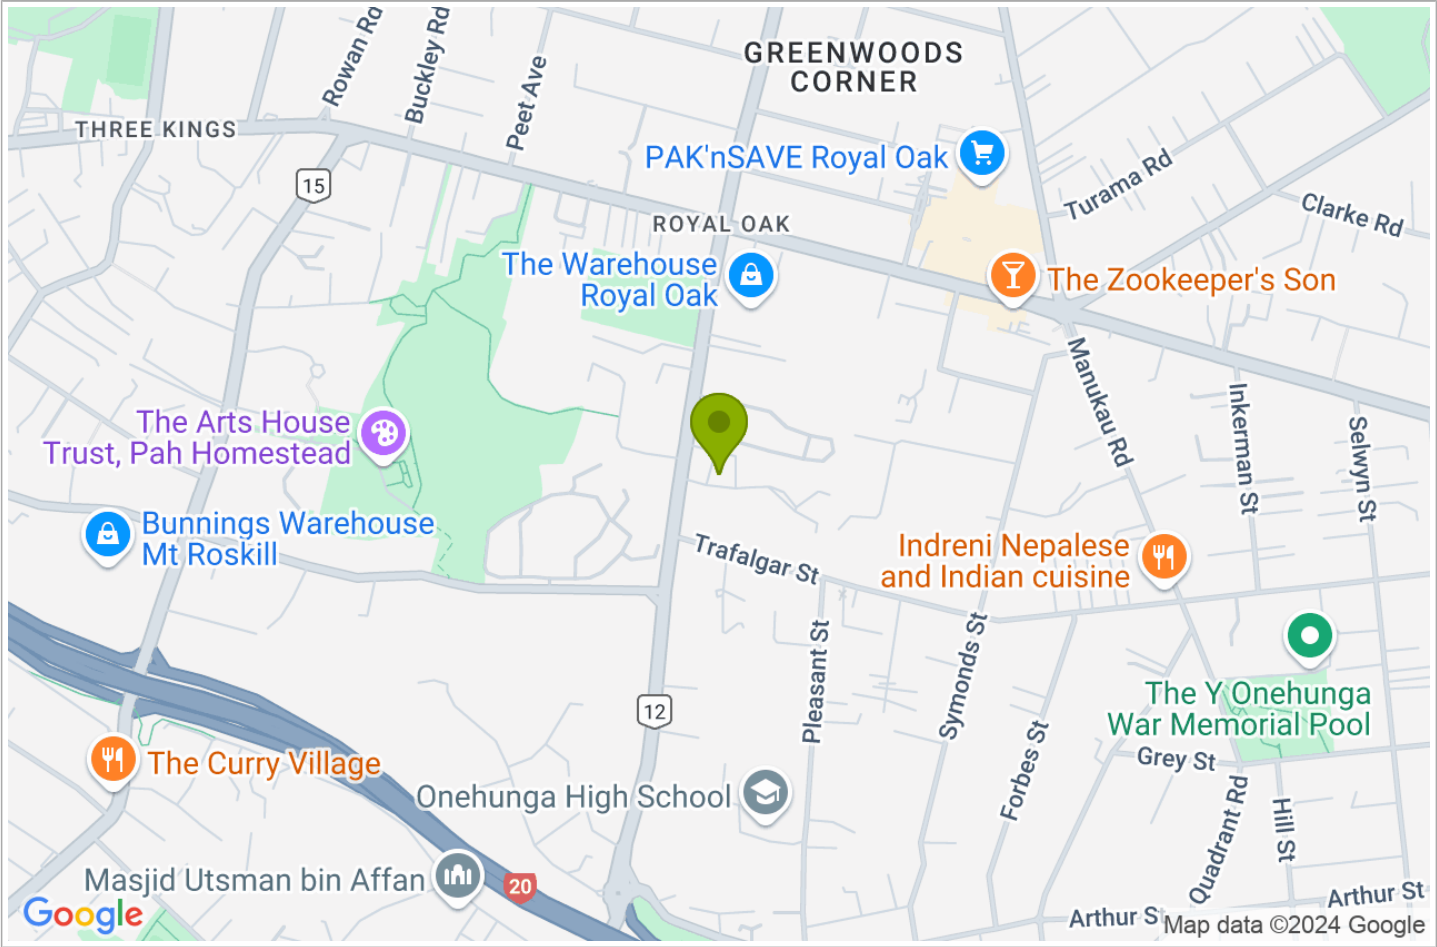 Rowan Rd
Buckley Rd
Peet Ave
GREENWOODS
CORNER
THREE KINGS
PAK'nSAVE Royal Oak
Turama Rd
15
Clarke Rd
ROYAL OAK
The Warehouse
Royal Oak
The Zookeeper's Son
Manukau Rd
Inkerman St
Selwyn St
The Arts House
Trust, Pah Homestead
Bunnings Warehouse
Mt Roskill
Trafalgar St
Indreni Nepalese
and Indian cuisine
Pleasant St
Symonds St
The Y Onehunga
War Memorial Pool
12
Forbes St
Grey St
The Curry Village
Onehunga High School
Quadrant Rd
Hill St
Masjid Utsman bin Affan
20
Arthur St
Arthur S
Google
Map data ©2024 Google